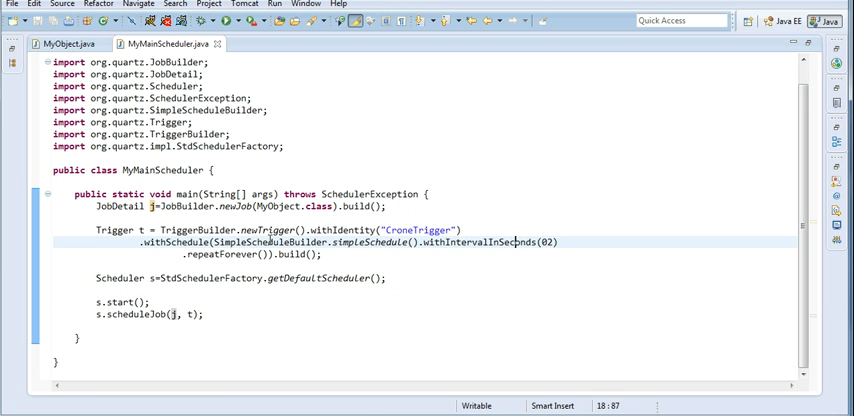 File Edit Source Refactor Navigate Search Project Tomcat Run Window Help
Quick Access
Java EE
Java
MyObject.java
MyMainScheduler.java
import org.quartz.JobBuilder;
import org.quartz.JobDetail;
import org.quartz.Scheduler;
import org.quartz.SchedulerException;
import org.quartz.SimpleScheduleBuilder;
import org.quartz.Trigger;
import org.quartz.TriggerBuilder;
import org.quartz.impl.StdSchedulerFactory;
public class MyMainScheduler {
public static void main(String[] args) throws SchedulerException {
JobDetail j=JobBuilder.newJob(MyObject.class).build();
Trigger t = TriggerBuilder.newTrigger().withIdentity("CroneTrigger")
.withSchedule(SimpleScheduleBuilder.simpleSchedule().withIntervalInSeconds(02)
.repeatForever()).build();
Scheduler s=StdSchedulerFactory.getDefaultScheduler();
s.start();
s.scheduleJob(j, t);
}
}
Writable
Smart Insert
18 : 87